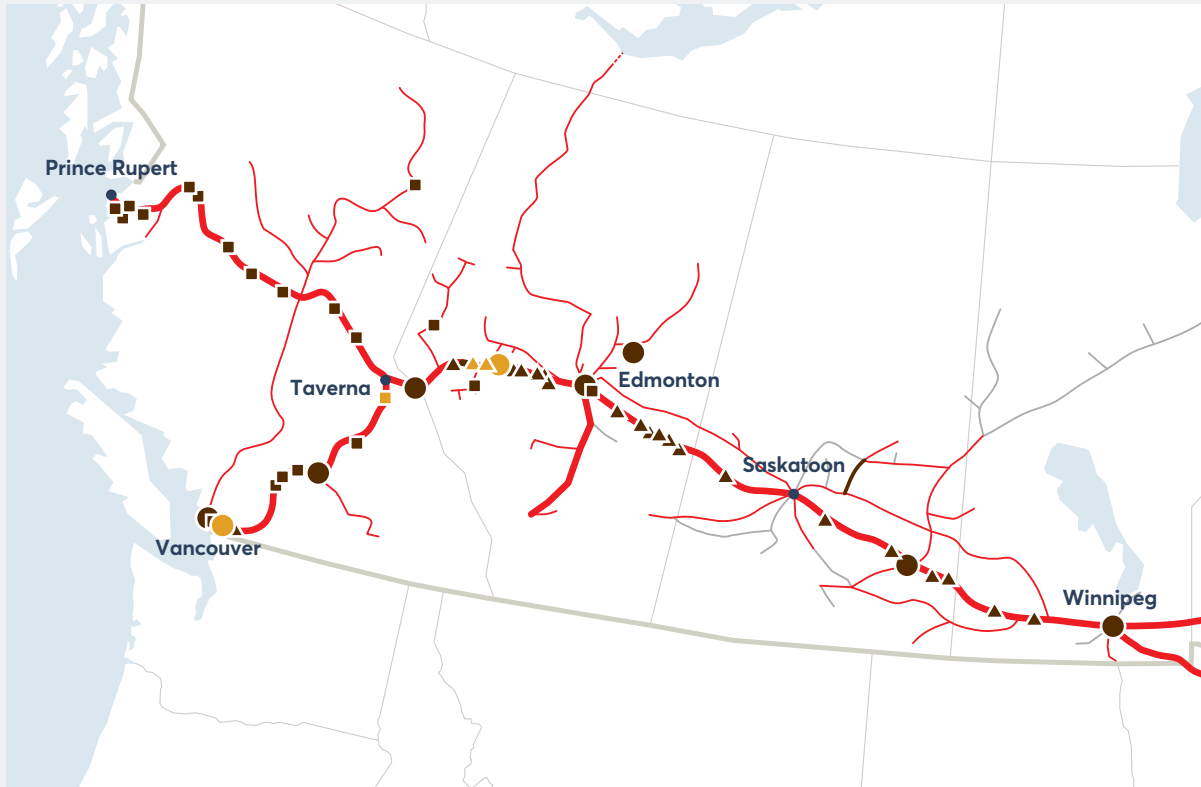 Prince Rupert
Taverna
Edmonton
Saskatoon
Vancouver
Winnipeg